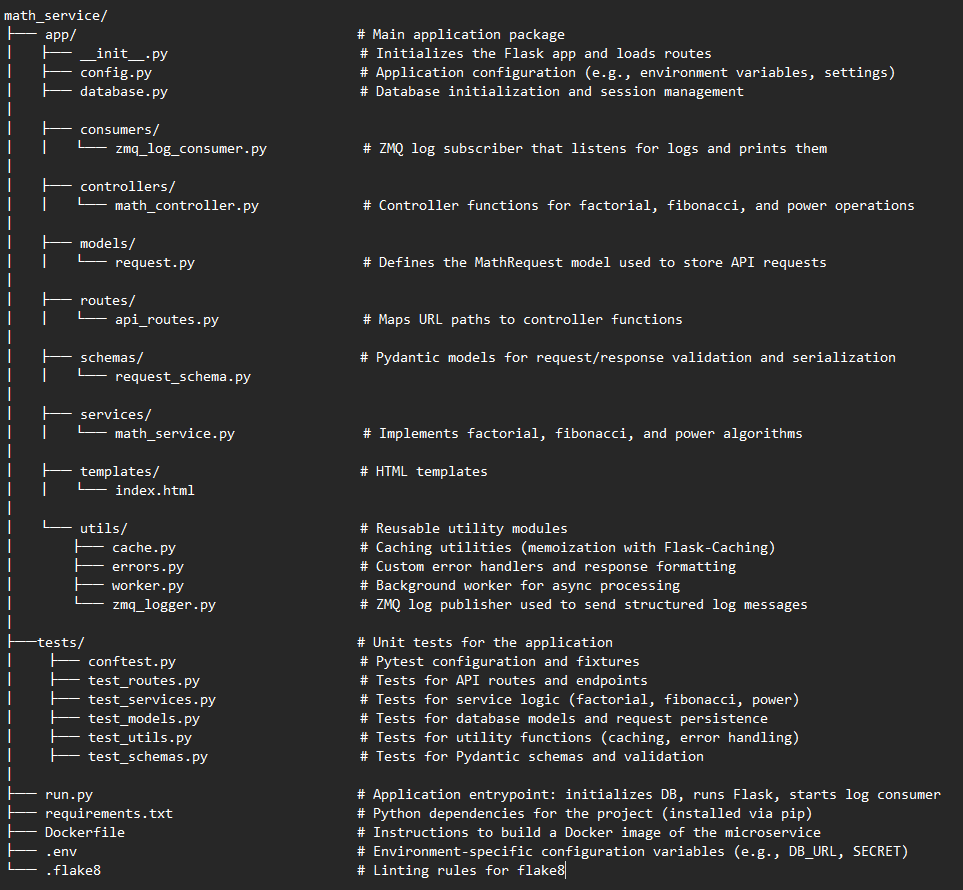 math_service/
├── app/                                    # Main application package
│   ├── __init__.py                         # Initializes the Flask app and loads routes
│   ├── config.py                           # Application configuration (e.g., environment variables, settings)
│   ├── database.py                         # Database initialization and session management
│
│   ├── consumers/
│   │   └── zmq_log_consumer.py             # ZMQ log subscriber that listens for logs and prints them
│
│   ├── controllers/
│   │   └── math_controller.py              # Controller functions for factorial, fibonacci, and power operations
│
│   ├── models/
│   │   └── request.py                      # Defines the MathRequest model used to store API requests
│
│   ├── routes/
│   │   └── api_routes.py                   # Maps URL paths to controller functions
│
│   ├── schemas/                            # Pydantic models for request/response validation and serialization
│   │   └── request_schema.py
│
│   ├── services/
│   │   └── math_service.py                 # Implements factorial, fibonacci, and power algorithms
│
│   ├── templates/                          # HTML templates
│   │   └── index.html
│
│   └── utils/                              # Reusable utility modules
│       ├── cache.py                        # Caching utilities (memoization with Flask-Caching)
│       ├── errors.py                       # Custom error handlers and response formatting
│       ├── worker.py                       # Background worker for async processing
│       └── zmq_logger.py                   # ZMQ log publisher used to send structured log messages
│
├──tests/                                   # Unit tests for the application
│    ├── conftest.py                        # Pytest configuration and fixtures
│    ├── test_routes.py                     # Tests for API routes and endpoints
│    ├── test_services.py                   # Tests for service logic (factorial, fibonacci, power)
│    ├── test_models.py                     # Tests for database models and request persistence
│    ├── test_utils.py                      # Tests for utility functions (caching, error handling)
│    ├── test_schemas.py                    # Tests for Pydantic schemas and validation
│
├── run.py                                  # Application entrypoint: initializes DB, runs Flask, starts log consumer
├── requirements.txt                        # Python dependencies for the project (installed via pip)
├── Dockerfile                              # Instructions to build a Docker image of the microservice
├── .env                                    # Environment-specific configuration variables (e.g., DB_URL, SECRET)
└── .flake8                                 # Linting rules for flake8